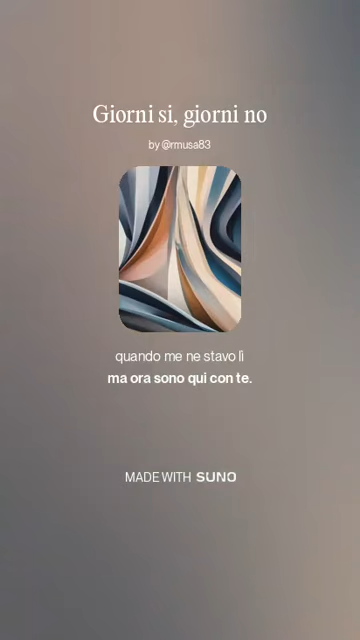 Giorni si, giorni no
by @rmusa83
quando me ne stavo lì
ma ora sono qui con te.
MADE WITH SUNO